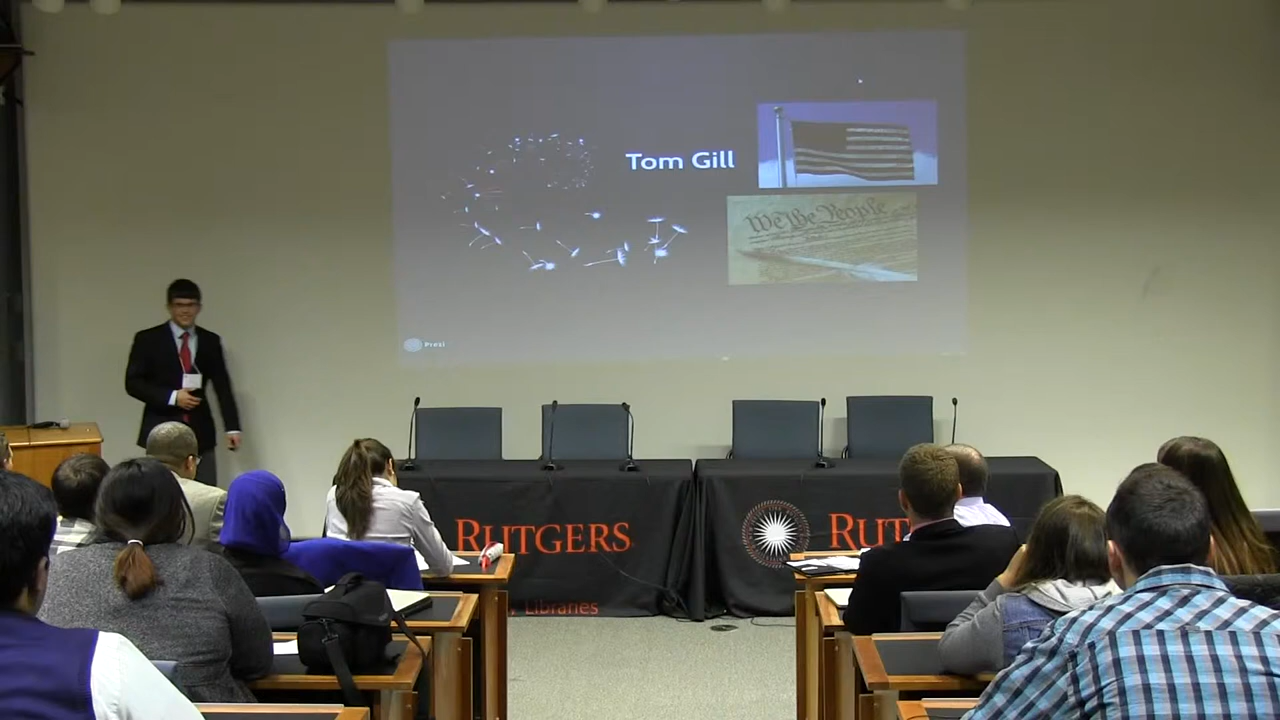 Tom Gill
We the People
Prezi
RUTGERS
RUT
, Libraries